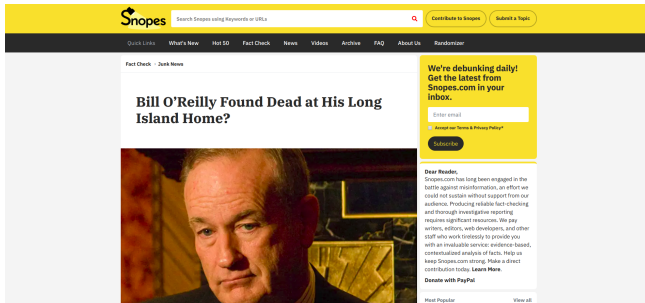 Snopes
Search Snopes using Keywords or URLs
Contribute to Snopes
Submit a Topic
Quick Links
What's New
Hot 50
Fact Check
News
Videos
Archive
FAQ
About Us
Randomizer
Fact Check
Junk News
Bill O'Reilly Found Dead at His Long
Island Home?
We're debunking daily!
Get the latest from
Snopes.com in your
inbox.
Enter email
Accept our Terms & Privacy Policy*
Subscribe
Dear Reader,
Snopes.com has long been engaged in the
battle against misinformation, an effort we
could not sustain without support from our
audience. Producing reliable fact-checking
and thorough investigative reporting
requires significant resources. We pay
writers, editors, web developers, and other
staff who work tirelessly to provide you
with an invaluable service: evidence-based,
contextualized analysis of facts. Help us
keep Snopes.com strong. Make a direct
contribution today. Learn More.
Donate with PayPal
Most Popular
View all